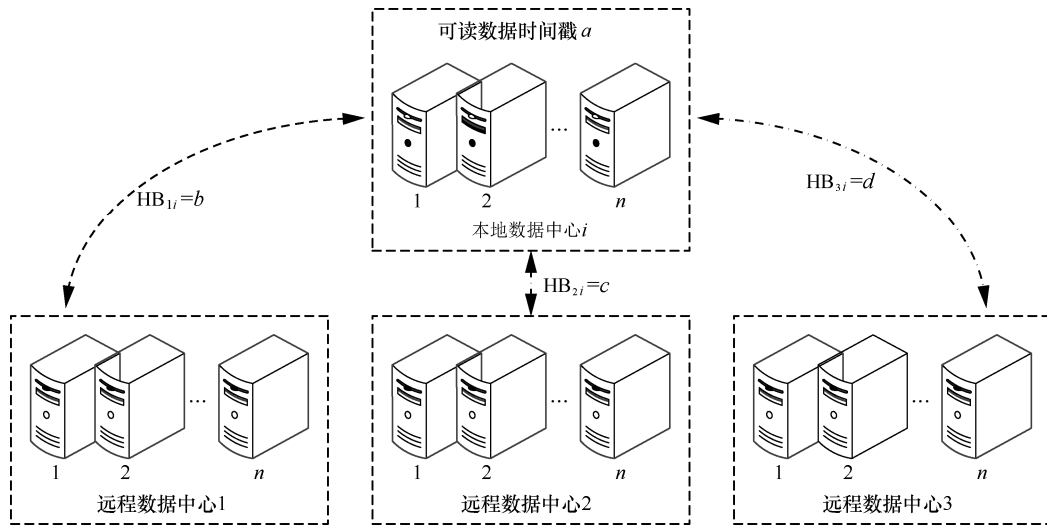 可读数据时间戳a
...
1 2 n
本地数据中心i
HB1i=b
HB3i=d
HB2i=c
... ... ...
1 2 n 1 2 n 1 2 n
远程数据中心1 远程数据中心2 远程数据中心3